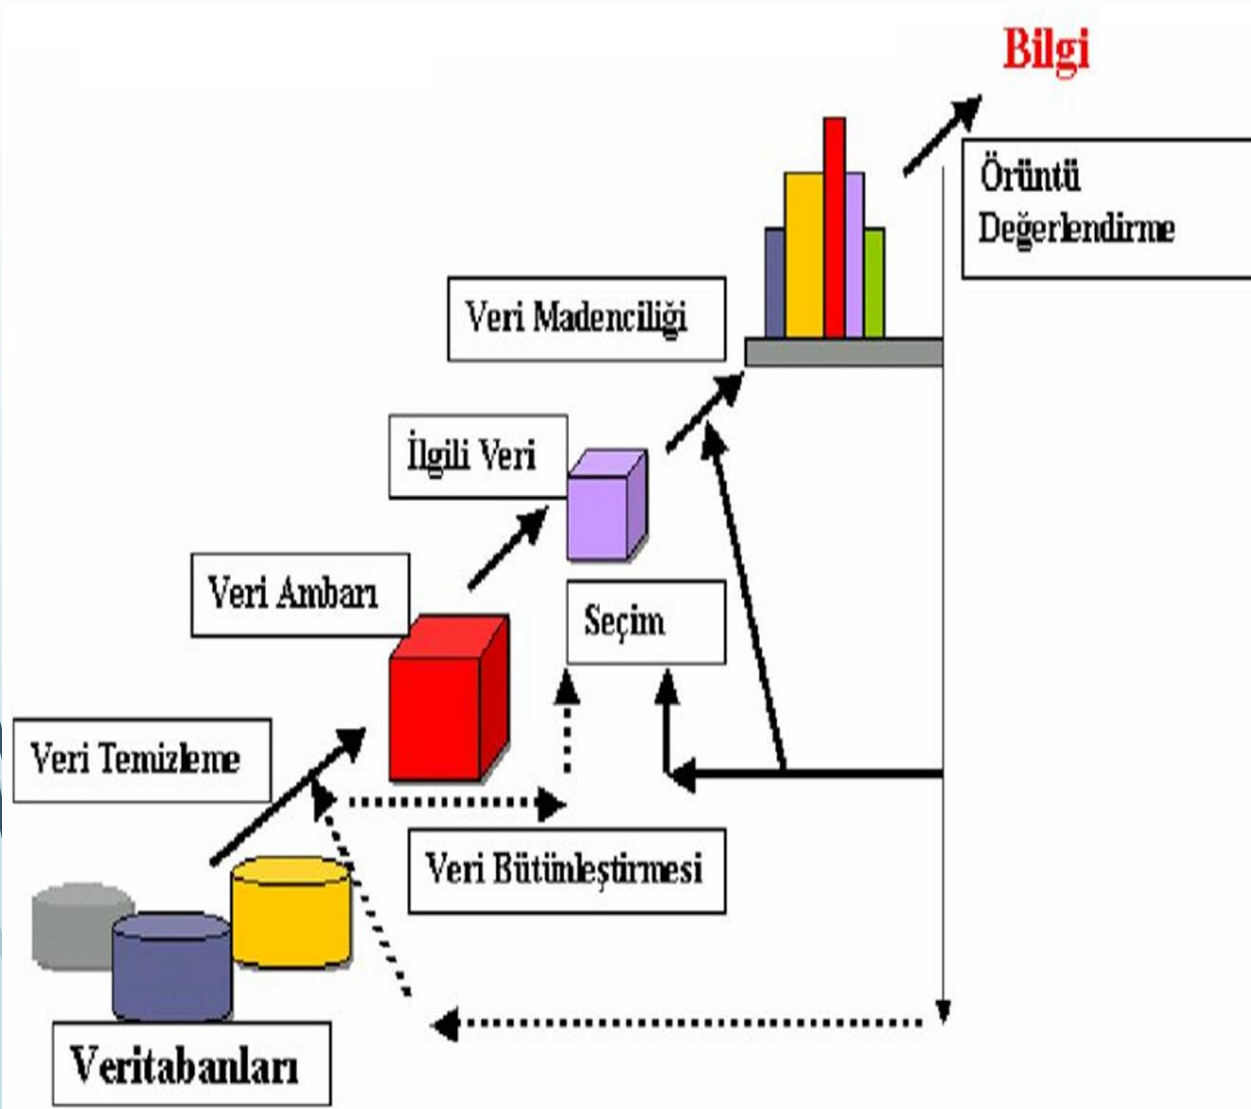 Bilgi
Örüntü
Değerlendirme
Veri Madenciliği
İlgili Veri
Veri Ambarı
Seçim
Veri Temizleme
Veri Bütünleştirmesi
Veritabanları